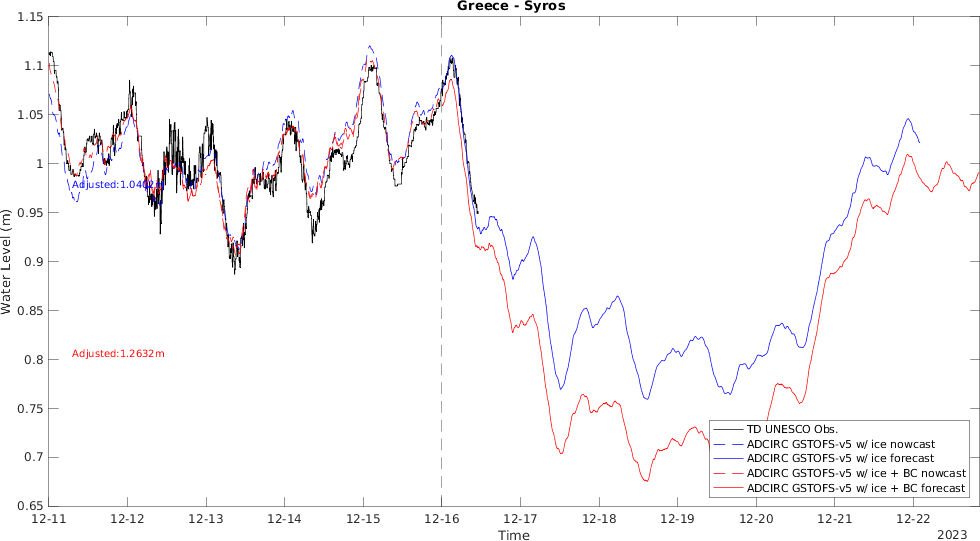 Greece - Syros
1.15
1.1
1.05
1
0.95
0.9
0.85
0.8
0.75
0.7
0.65
Water Level (m)
Adjusted:1.0402m
Adjusted:1.2632m
TD UNESCO Obs.
ADCIRC GSTOFS-v5 w/ ice nowcast
ADCIRC GSTOFS-v5 w/ ice forecast
ADCIRC GSTOFS-v5 w/ ice + BC nowcast
ADCIRC GSTOFS-v5 w/ ice + BC forecast
12-11 12-12 12-13 12-14 12-15 12-16 12-17 12-18 12-19 12-20 12-21 12-22
Time
2023